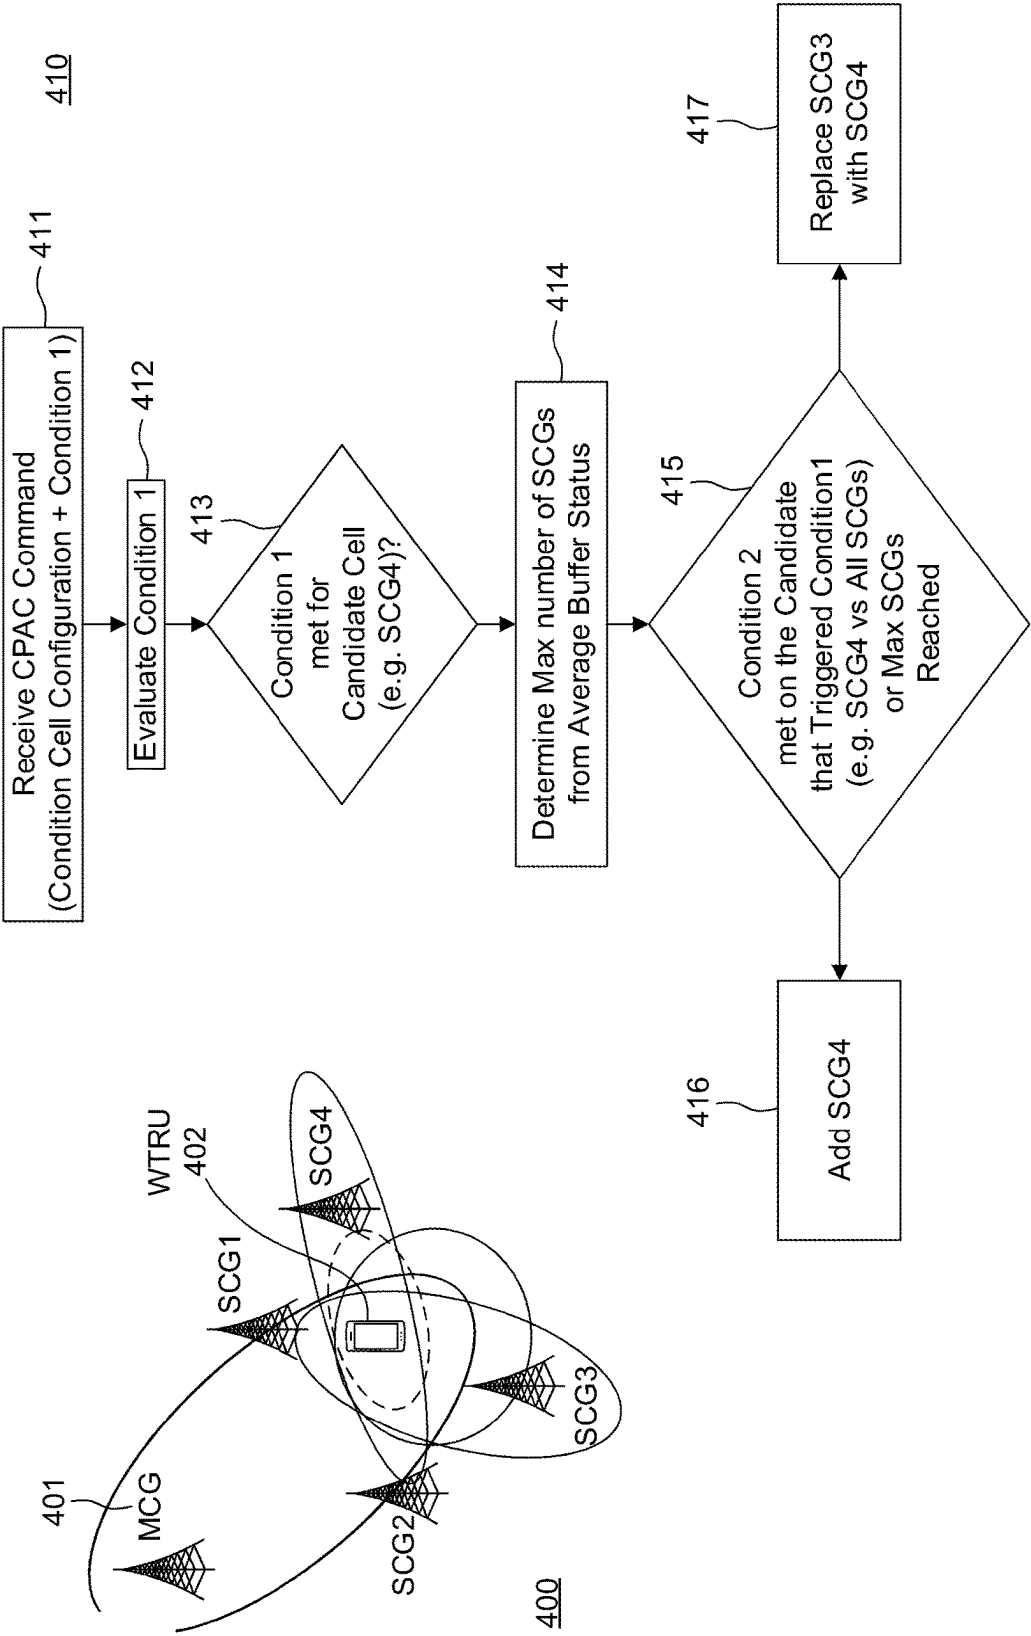 400
401
MCG
SCG1
WTRU
402
SCG4
SCG2
SCG3
410
Receive CPAC Command
(Condition Cell Configuration + Condition 1)
411
Evaluate Condition 1
412
Condition 1
met for
Candidate Cell
(e.g. SCG4)?
413
Determine Max number of SCGs
from Average Buffer Status
414
Condition 2
met on the Candidate
that Triggered Condition1
(e.g. SCG4 vs All SCGs)
or Max SCGs
Reached
415
Add SCG4
416
Replace SCG3
with SCG4
417